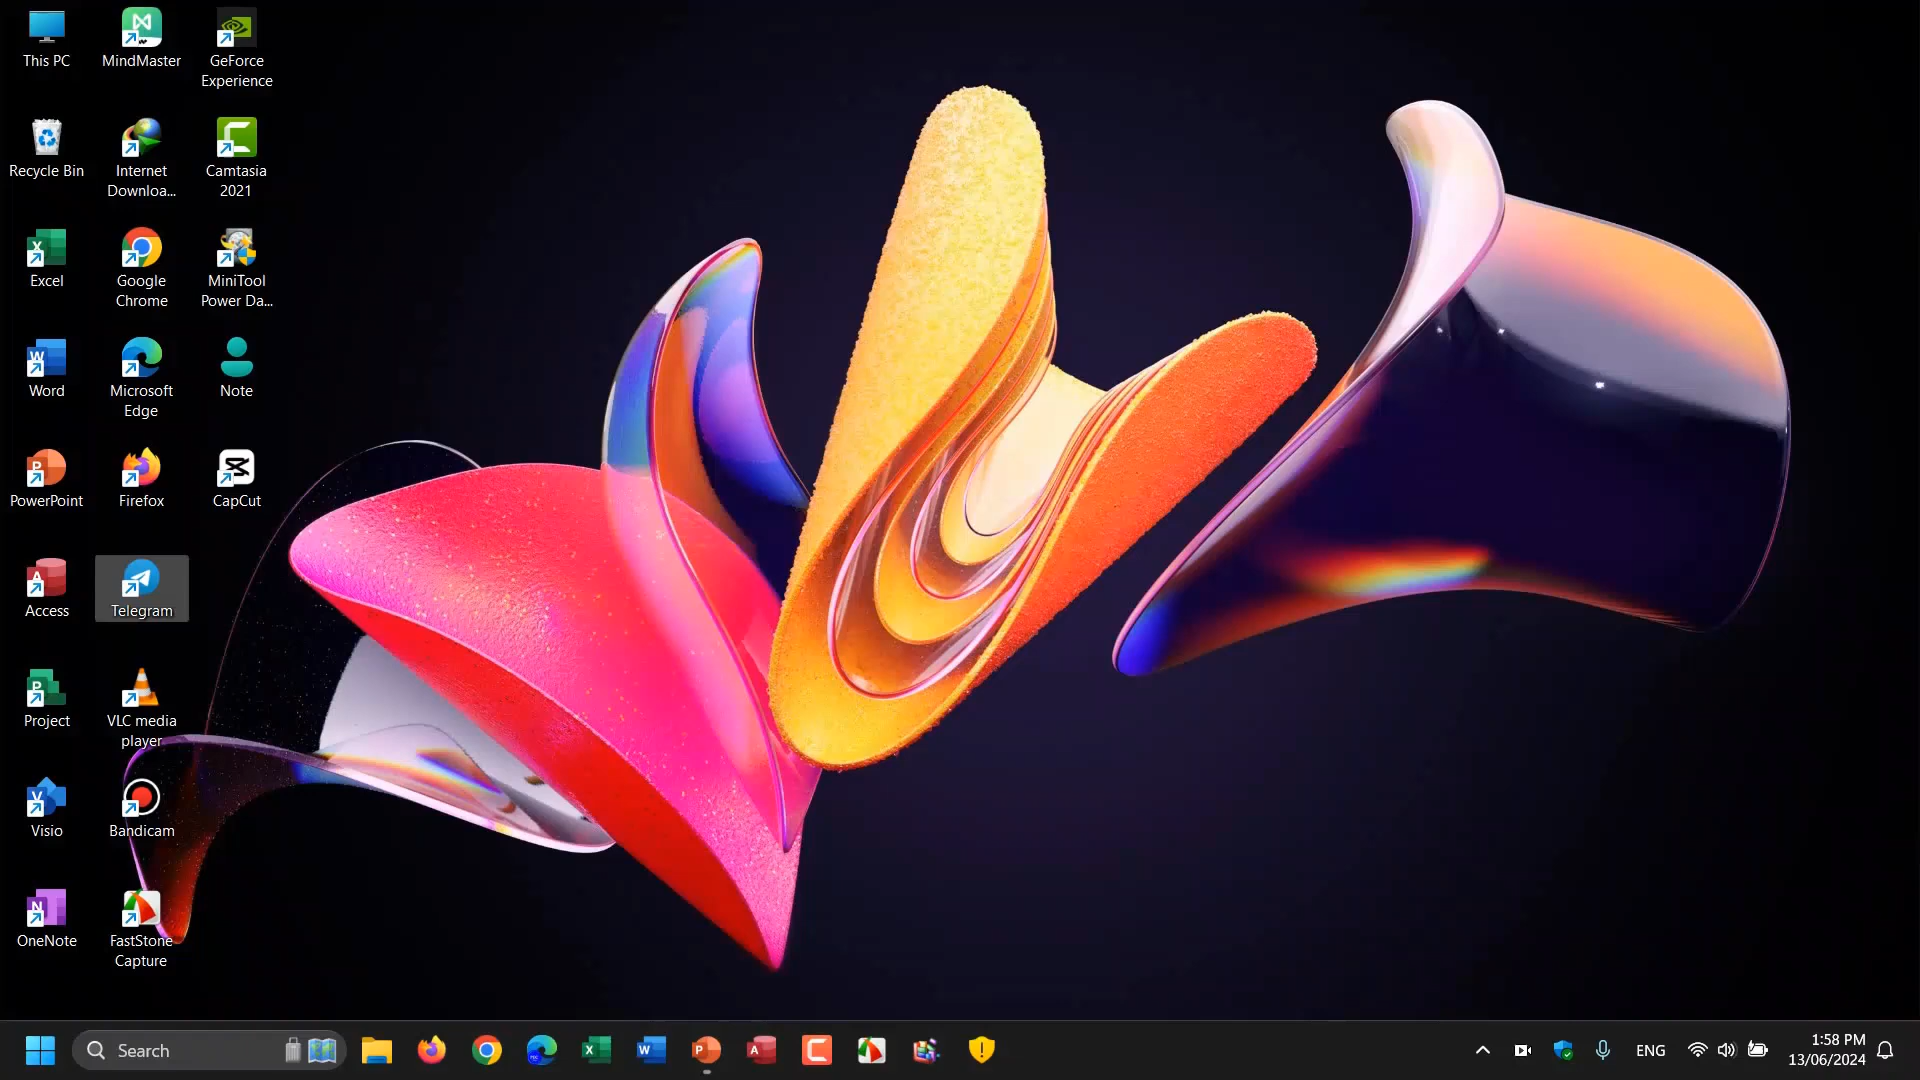 This PC
MindMaster
GeForce
Experience
Recycle Bin
Internet
Downloa...
Camtasia
2021
Excel
Google
Chrome
MiniTool
Power Da...
Word
Microsoft
Edge
Note
PowerPoint
Firefox
CapCut
Access
Telegram
Project
VLC media
player
Visio
Bandicam
OneNote
FastStone
Capture
Search
ENG
1:58 PM
13/06/2024